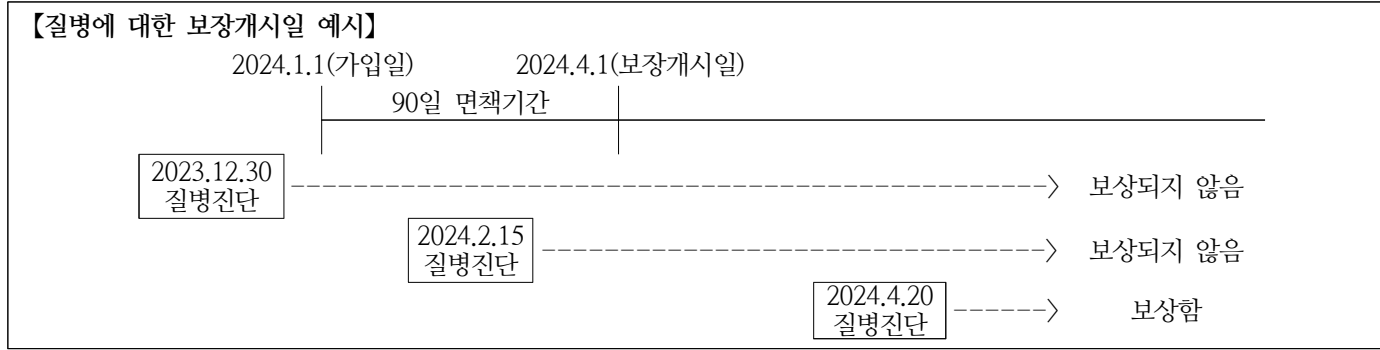 【질병에 대한 보장개시일 예시】
2024.1.1(가입일) 2024.4.1(보장개시일)
90일 면책기간
2023.12.30
질병진단
보상되지 않음
2024.2.15
질병진단
보상되지 않음
2024.4.20
질병진단
보상함